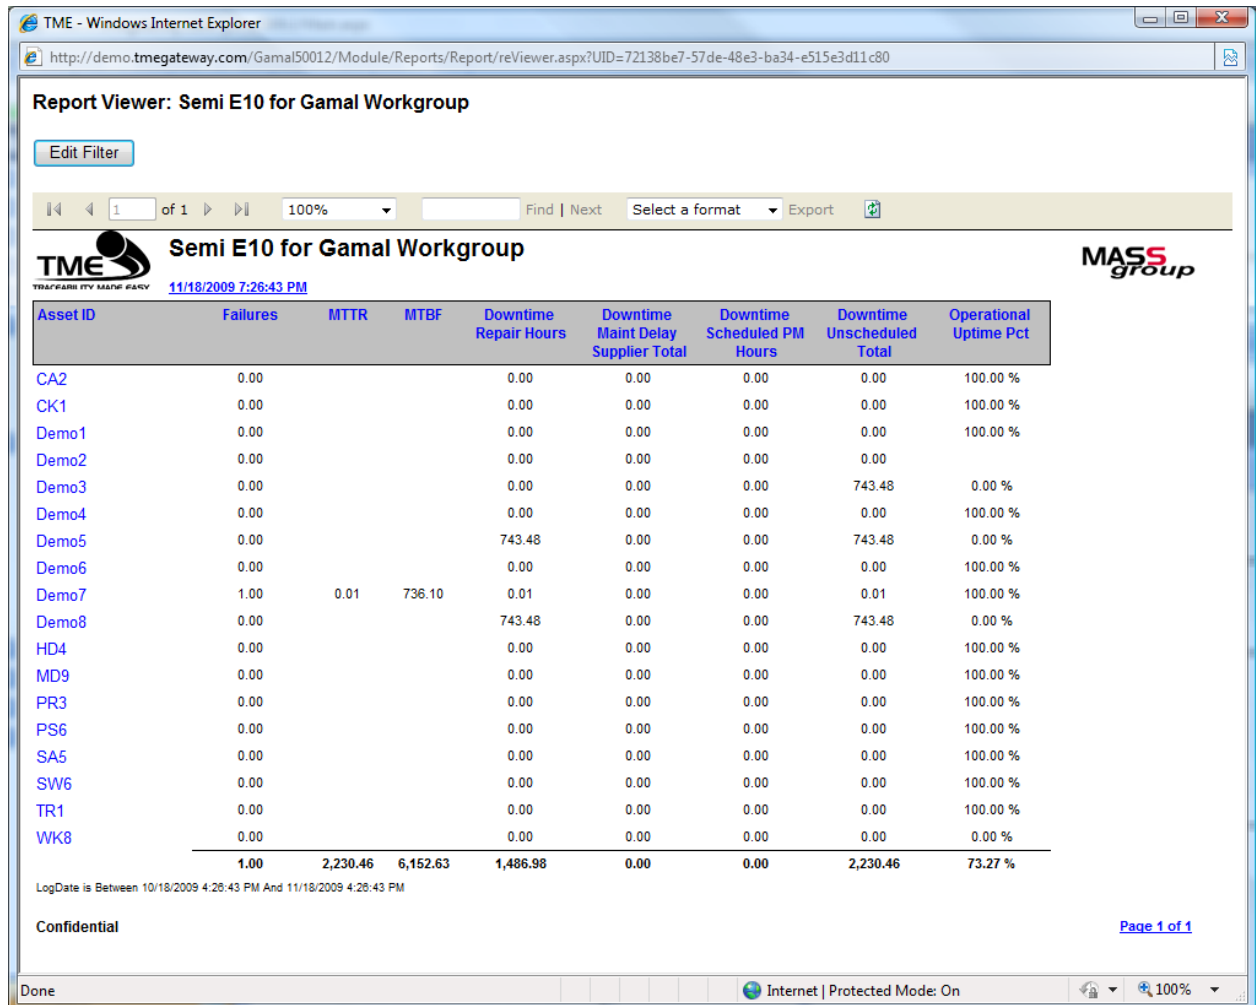 TME - Windows Internet Explorer
http://demo.tmegateway.com/Gamal50012/Module/Reports/Report/reViewer.aspx?UID=72138be7-57de-48e3-ba34-e515e3d11c80
Report Viewer: Semi E10 for Gamal Workgroup
Edit Filter
1 of 1 100% Find | Next Select a format Export
TME
TRACEABILITY MADE EASY
Semi E10 for Gamal Workgroup
MASS group
11/18/2009 7:26:43 PM
Asset ID Failures MTTR MTBF Downtime Downtime Downtime Downtime Operational
Repair Hours Maint Delay Scheduled PM Unscheduled Uptime Pct
Supplier Total Hours Total
CA2 0.00 0.00 0.00 0.00 0.00 100.00 %
CK1 0.00 0.00 0.00 0.00 0.00 100.00 %
Demo1 0.00 0.00 0.00 0.00 0.00 100.00 %
Demo2 0.00 0.00 0.00 0.00 0.00
Demo3 0.00 0.00 0.00 0.00 743.48 0.00 %
Demo4 0.00 0.00 0.00 0.00 0.00 100.00 %
Demo5 0.00 743.48 0.00 0.00 743.48 0.00 %
Demo6 0.00 0.00 0.00 0.00 0.00 100.00 %
Demo7 1.00 0.01 736.10 0.01 0.00 0.00 0.01 100.00 %
Demo8 0.00 743.48 0.00 0.00 743.48 0.00 %
HD4 0.00 0.00 0.00 0.00 0.00 100.00 %
MD9 0.00 0.00 0.00 0.00 0.00 100.00 %
PR3 0.00 0.00 0.00 0.00 0.00 100.00 %
PS6 0.00 0.00 0.00 0.00 0.00 100.00 %
SA5 0.00 0.00 0.00 0.00 0.00 100.00 %
SW6 0.00 0.00 0.00 0.00 0.00 100.00 %
TR1 0.00 0.00 0.00 0.00 0.00 100.00 %
WK8 0.00 0.00 0.00 0.00 0.00 0.00 %
1.00 2,230.46 6,152.63 1,486.98 0.00 0.00 2,230.46 73.27 %
LogDate is Between 10/18/2009 4:26:43 PM And 11/18/2009 4:26:43 PM
Confidential Page 1 of 1
Done Internet | Protected Mode: On 100%